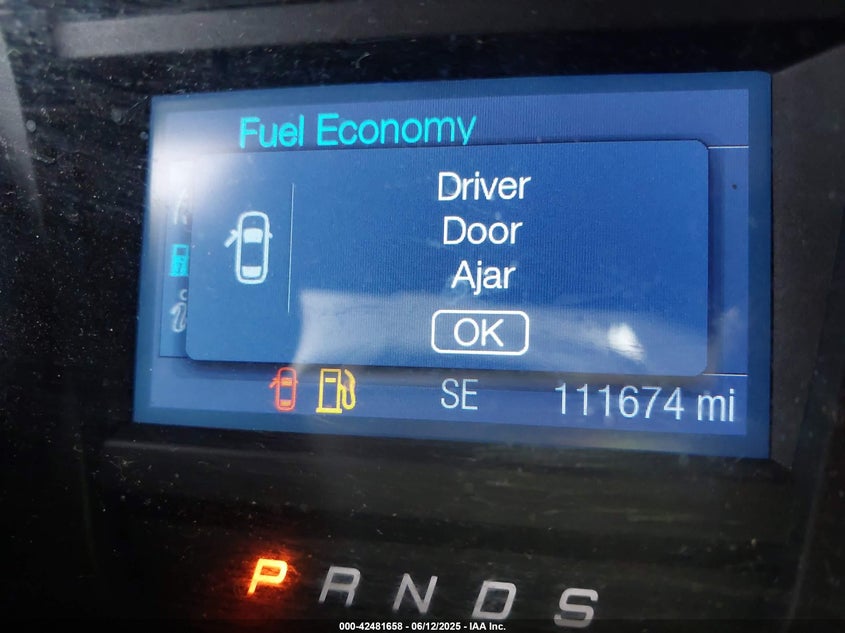 Fuel Economy
Driver
Door
Ajar
OK
SE 111674 mi
P R N D S
000-42481658 - 06/12/2025 - IAA Inc.